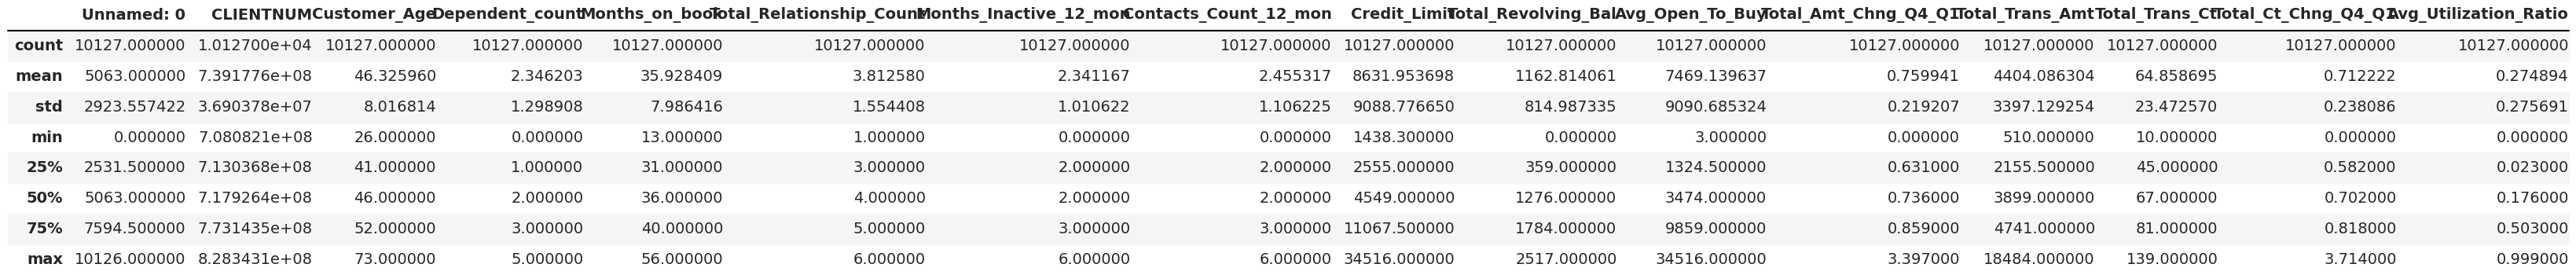 Unnamed: 0 CLIENTNUM Customer_Age Dependent_count Months_on_book Total_Relationship_Count Months_Inactive_12_mon Contacts_Count_12_mon Credit_Limit Total_Revolving_Bal Avg_Open_To_Buy Total_Amt_Chng_Q4_Q1 Total_Trans_Amt Total_Trans_Ct Total_Ct_Chng_Q4_Q1 Avg_Utilization_Ratio
count 10127.000000 1.012700e+04 10127.000000 10127.000000 10127.000000 10127.000000 10127.000000 10127.000000 10127.000000 10127.000000 10127.000000 10127.000000 10127.000000 10127.000000 10127.000000 10127.000000
mean 5063.000000 7.391776e+08 46.325960 2.346203 35.928409 3.812580 2.341167 2.455317 8631.953698 1162.814061 7469.139637 0.759941 4404.086304 64.858695 0.712222 0.274894
std 2923.557422 3.690378e+07 8.016814 1.298908 7.986416 1.554408 1.010622 1.106225 9088.776650 814.987335 9090.685324 0.219207 3397.129254 23.472570 0.238086 0.275691
min 0.000000 7.080821e+08 26.000000 0.000000 13.000000 1.000000 0.000000 0.000000 1438.300000 0.000000 3.000000 0.000000 510.000000 10.000000 0.000000 0.000000
25% 2531.500000 7.130368e+08 41.000000 1.000000 31.000000 3.000000 2.000000 2.000000 2555.000000 359.000000 1324.500000 0.631000 2155.500000 45.000000 0.582000 0.023000
50% 5063.000000 7.179264e+08 46.000000 2.000000 36.000000 4.000000 2.000000 2.000000 4549.000000 1276.000000 3474.000000 0.736000 3899.000000 67.000000 0.702000 0.176000
75% 7594.500000 7.731435e+08 52.000000 3.000000 40.000000 5.000000 3.000000 3.000000 11067.500000 1784.000000 9859.000000 0.859000 4741.000000 81.000000 0.818000 0.503000
max 10126.000000 8.283431e+08 73.000000 5.000000 56.000000 6.000000 6.000000 6.000000 34516.000000 2517.000000 34516.000000 3.397000 18484.000000 139.000000 3.714000 0.999000